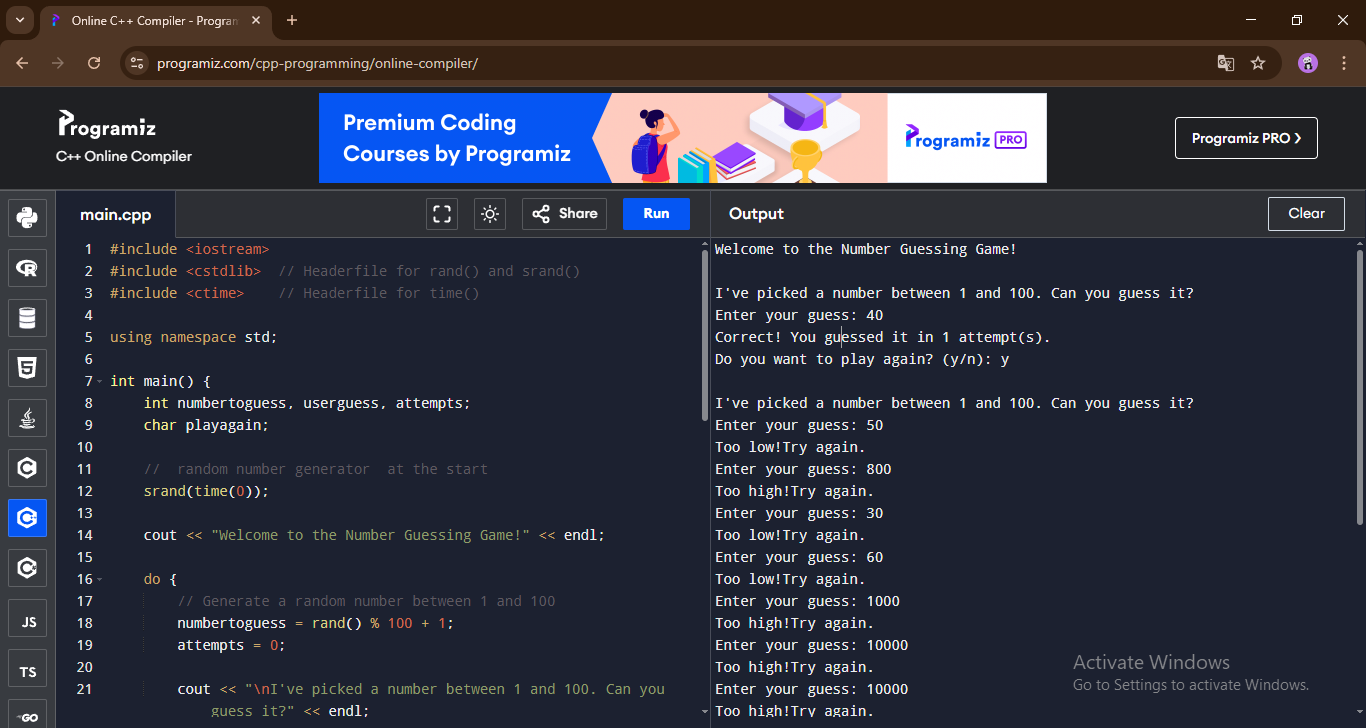 Online C++ Compiler - Program
programiz.com/cpp-programming/online-compiler/
Programiz
C++ Online Compiler
Premium Coding
Courses by Programiz
Programiz PRO
Programiz PRO ❯
main.cpp
Share
Run
Output
Clear
1 #include <iostream>
2 #include <cstdlib>  // Headerfile for rand() and srand()
3 #include <ctime>    // Headerfile for time()
4
5 using namespace std;
6
7 int main() {
8     int numbertoguess, userguess, attempts;
9     char playagain;
10
11     //  random number generator  at the start
12     srand(time(0));
13
14     cout << "Welcome to the Number Guessing Game!" << endl;
15
16     do {
17         // Generate a random number between 1 and 100
18         numbertoguess = rand() % 100 + 1;
19         attempts = 0;
20
21         cout << "\nI've picked a number between 1 and 100. Can you
guess it?" << endl;
Welcome to the Number Guessing Game!
I've picked a number between 1 and 100. Can you guess it?
Enter your guess: 40
Correct! You guessed it in 1 attempt(s).
Do you want to play again? (y/n): y
I've picked a number between 1 and 100. Can you guess it?
Enter your guess: 50
Too low!Try again.
Enter your guess: 800
Too high!Try again.
Enter your guess: 30
Too low!Try again.
Enter your guess: 60
Too low!Try again.
Enter your guess: 1000
Too high!Try again.
Enter your guess: 10000
Too high!Try again.
Enter your guess: 10000
Too high!Try again.
R
5
C
C
C
JS
TS
GO
Activate Windows
Go to Settings to activate Windows.